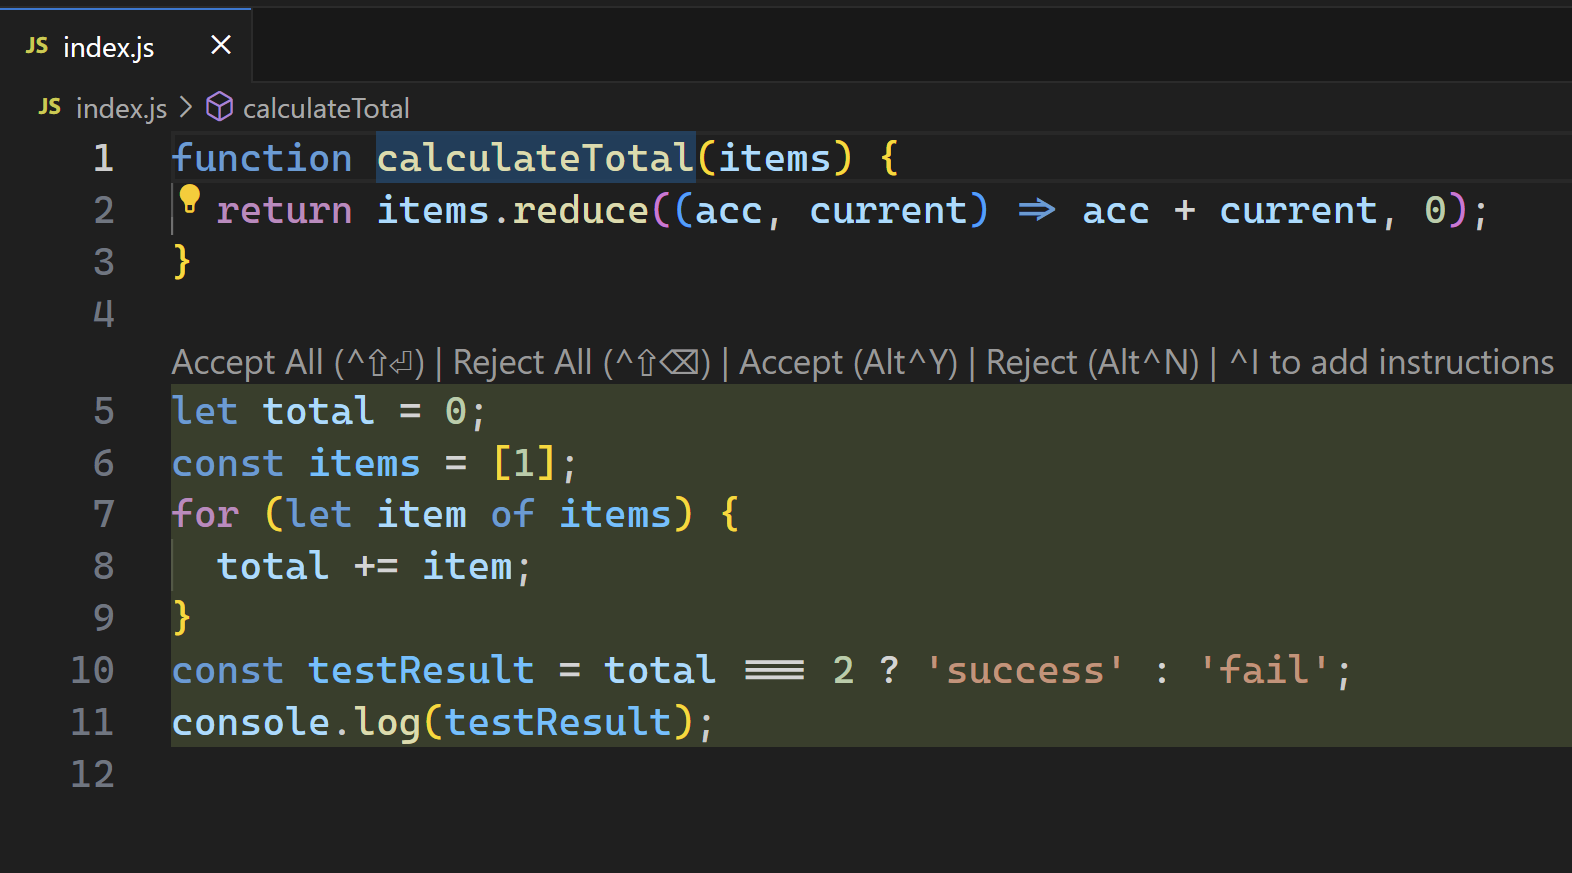 JS index.js ×
JS index.js > calculateTotal
1 function calculateTotal(items) {
2   return items.reduce((acc, current) => acc + current, 0);
3 }
4
Accept All (^⇧⏎) | Reject All (^⇧⌫) | Accept (Alt^Y) | Reject (Alt^N) | ^I to add instructions
5 let total = 0;
6 const items = [1];
7 for (let item of items) {
8   total += item;
9 }
10 const testResult = total === 2 ? 'success' : 'fail';
11 console.log(testResult);
12